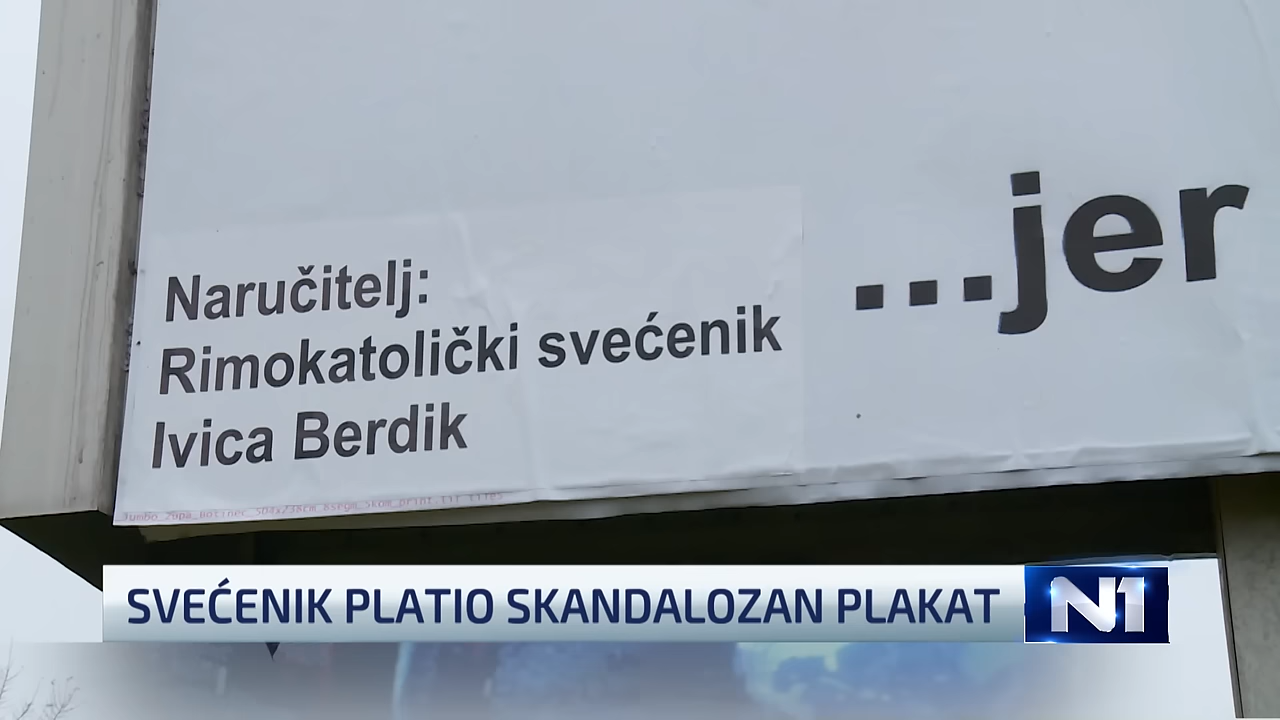 ...jer
Naručitelj:
Rimokatolički svećenik
Ivica Berdik
SVEĆENIK PLATIO SKANDALOZAN PLAKAT
N1